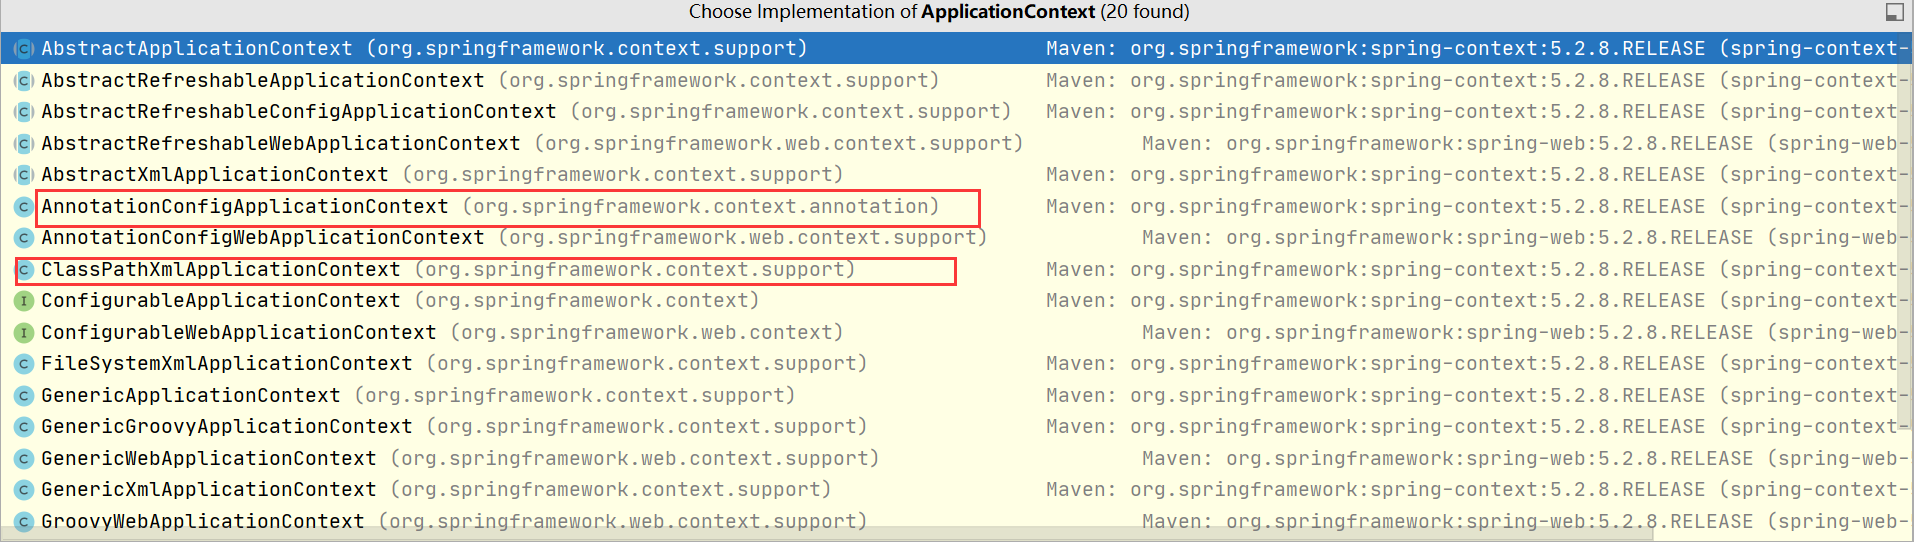 Choose Implementation of ApplicationContext (20 found)
AbstractApplicationContext (org.springframework.context.support) Maven: org.springframework:spring-context:5.2.8.RELEASE (spring-context-
AbstractRefreshableApplicationContext (org.springframework.context.support) Maven: org.springframework:spring-context:5.2.8.RELEASE (spring-context-
AbstractRefreshableConfigApplicationContext (org.springframework.context.support) Maven: org.springframework:spring-context:5.2.8.RELEASE (spring-context-
AbstractRefreshableWebApplicationContext (org.springframework.web.context.support) Maven: org.springframework:spring-web:5.2.8.RELEASE (spring-web-
AbstractXmlApplicationContext (org.springframework.context.support) Maven: org.springframework:spring-context:5.2.8.RELEASE (spring-context-
AnnotationConfigApplicationContext (org.springframework.context.annotation) Maven: org.springframework:spring-context:5.2.8.RELEASE (spring-context-
AnnotationConfigWebApplicationContext (org.springframework.web.context.support) Maven: org.springframework:spring-web:5.2.8.RELEASE (spring-web-
ClassPathXmlApplicationContext (org.springframework.context.support) Maven: org.springframework:spring-context:5.2.8.RELEASE (spring-context-
ConfigurableApplicationContext (org.springframework.context) Maven: org.springframework:spring-context:5.2.8.RELEASE (spring-context-
ConfigurableWebApplicationContext (org.springframework.web.context) Maven: org.springframework:spring-web:5.2.8.RELEASE (spring-web-
FileSystemXmlApplicationContext (org.springframework.context.support) Maven: org.springframework:spring-context:5.2.8.RELEASE (spring-context-
GenericApplicationContext (org.springframework.context.support) Maven: org.springframework:spring-context:5.2.8.RELEASE (spring-context-
GenericGroovyApplicationContext (org.springframework.context.support) Maven: org.springframework:spring-context:5.2.8.RELEASE (spring-context-
GenericWebApplicationContext (org.springframework.web.context.support) Maven: org.springframework:spring-web:5.2.8.RELEASE (spring-web-
GenericXmlApplicationContext (org.springframework.context.support) Maven: org.springframework:spring-context:5.2.8.RELEASE (spring-context-
GroovyWebApplicationContext (org.springframework.web.context.support) Maven: org.springframework:spring-web:5.2.8.RELEASE (spring-web-